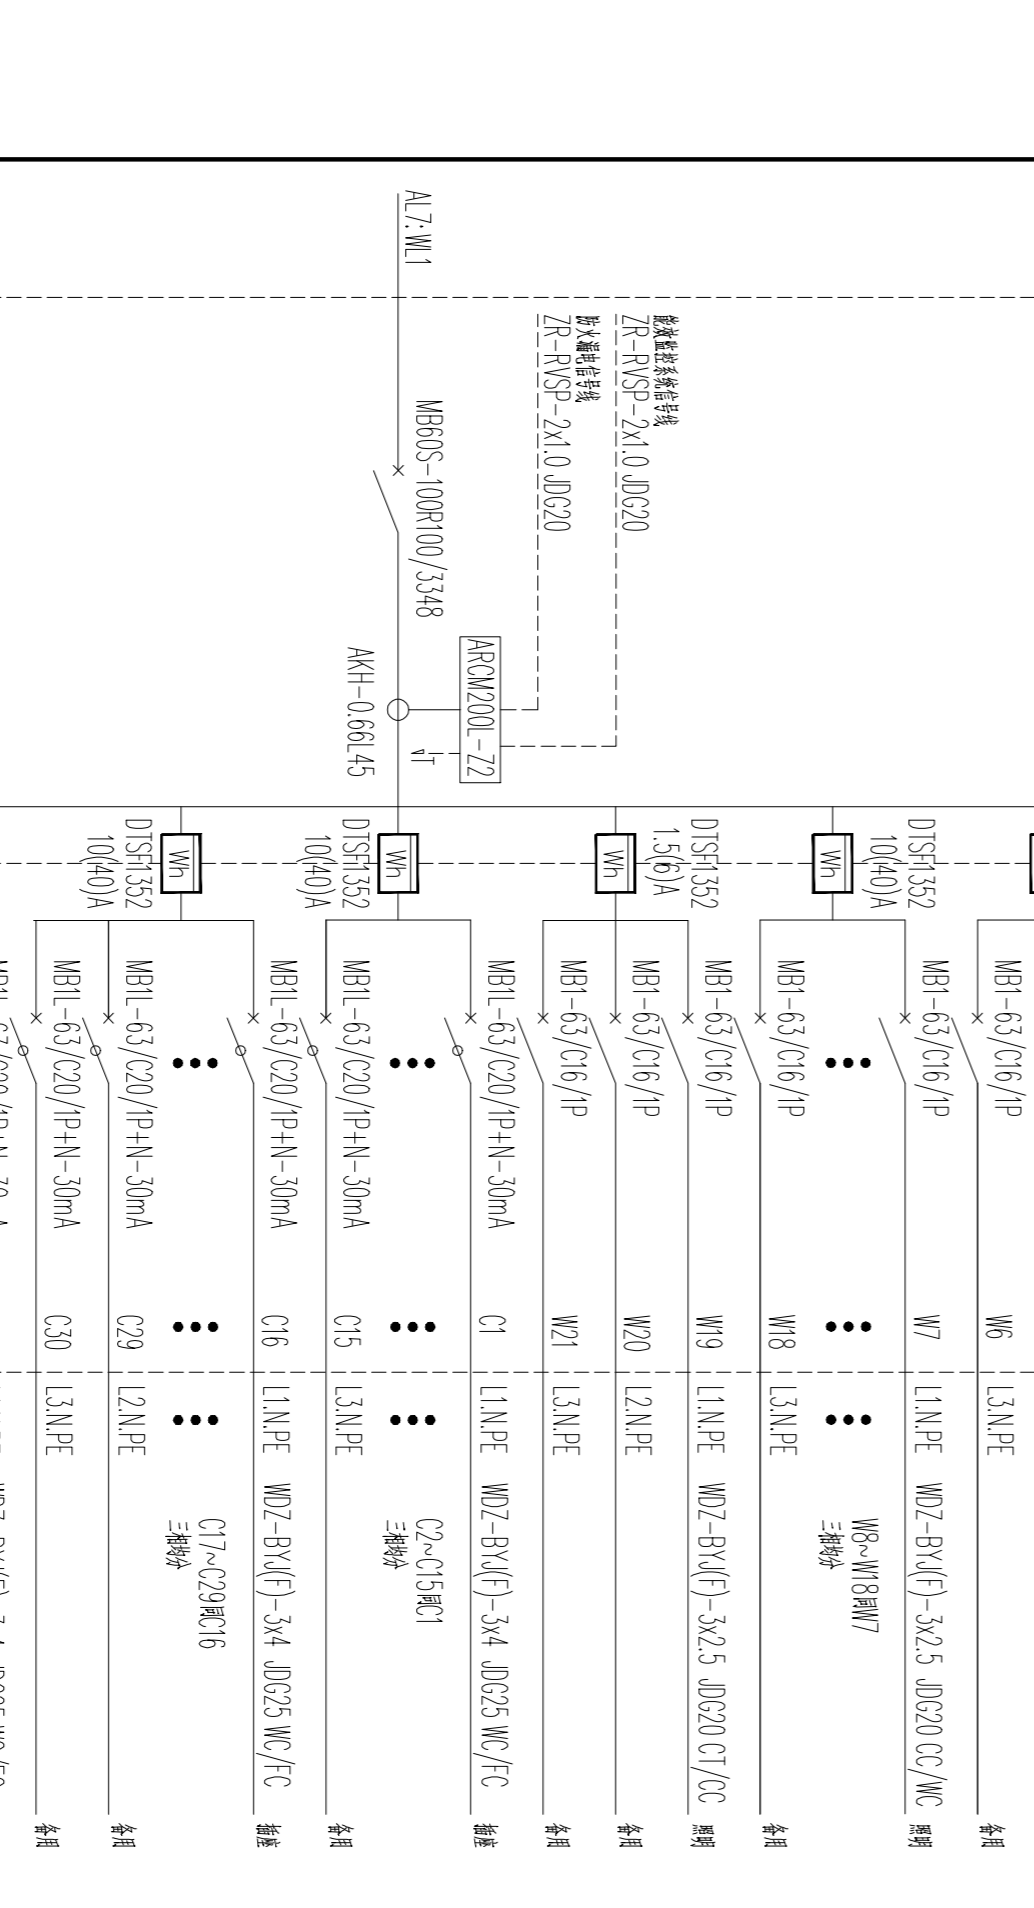 MB1-63/C16/1P W6 L3.N.PE 备用
DTSF1352
10(40)A
Wh
MB1-63/C16/1P W7 L1.N.PE WDZ-BYJ(F)-3x2.5 JDG20 CC/WC 照明
W8~W18同W7
三相均分
MB1-63/C16/1P W18 L3.N.PE 备用
DTSF1352
1.5(6)A
Wh
MB1-63/C16/1P W19 L1.N.PE WDZ-BYJ(F)-3x2.5 JDG20 CT/CC 照明
能效监控系统信号线
ZR-RVSP-2x1.0 JDG20
MB1-63/C16/1P W20 L2.N.PE 备用
防火漏电信号线
ZR-RVSP-2x1.0 JDG20
MB1-63/C16/1P W21 L3.N.PE 备用
ARCM200L-Z2
T
MB1L-63/C20/1P+N-30mA C1 L1.N.PE WDZ-BYJ(F)-3x4 JDG25 WC/FC 插座
AL7:WL1
MB60S-100R100/3348
AKH-0.66L45
DTSF1352
10(40)A
Wh
C2~C15同C1
三相均分
MB1L-63/C20/1P+N-30mA C15 L3.N.PE 备用
MB1L-63/C20/1P+N-30mA C16 L1.N.PE WDZ-BYJ(F)-3x4 JDG25 WC/FC 插座
DTSF1352
10(40)A
Wh
C17~C29同C16
三相均分
MB1L-63/C20/1P+N-30mA C29 L2.N.PE 备用
MB1L-63/C20/1P+N-30mA C30 L3.N.PE 备用